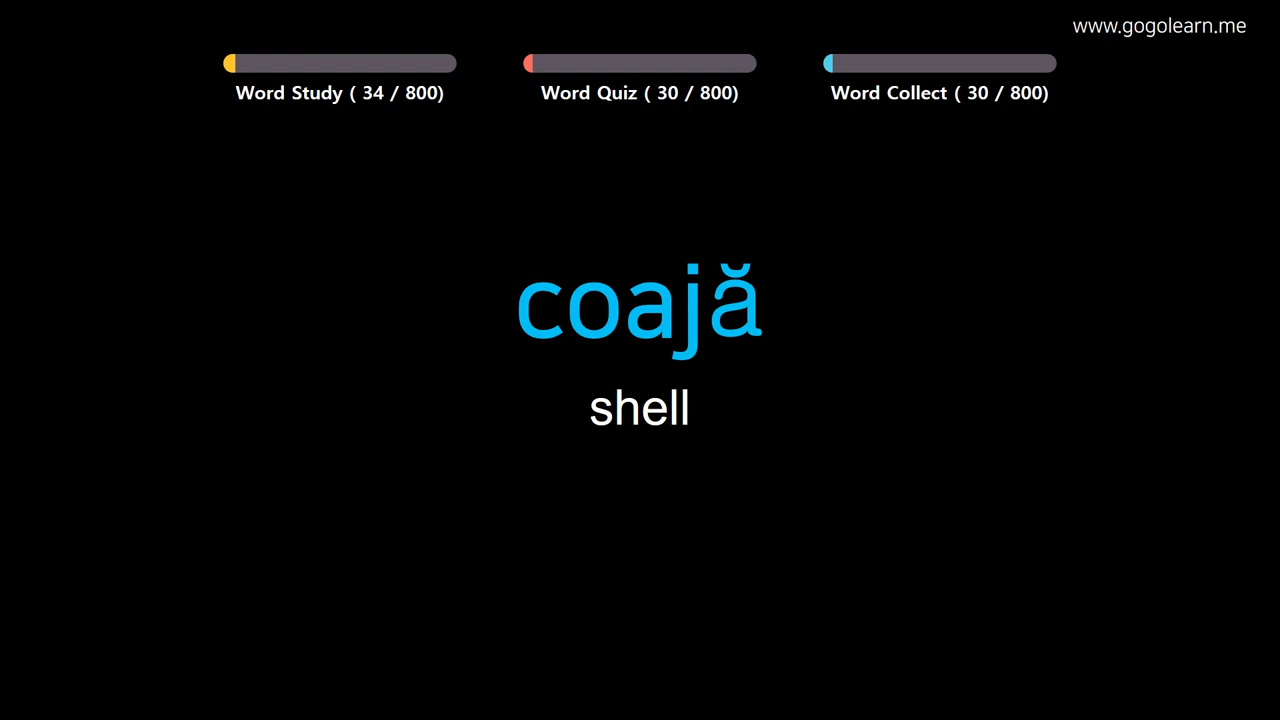 www.gogolearn.me
Word Study ( 34 / 800)
Word Quiz ( 30 / 800)
Word Collect ( 30 / 800)
coajă
shell